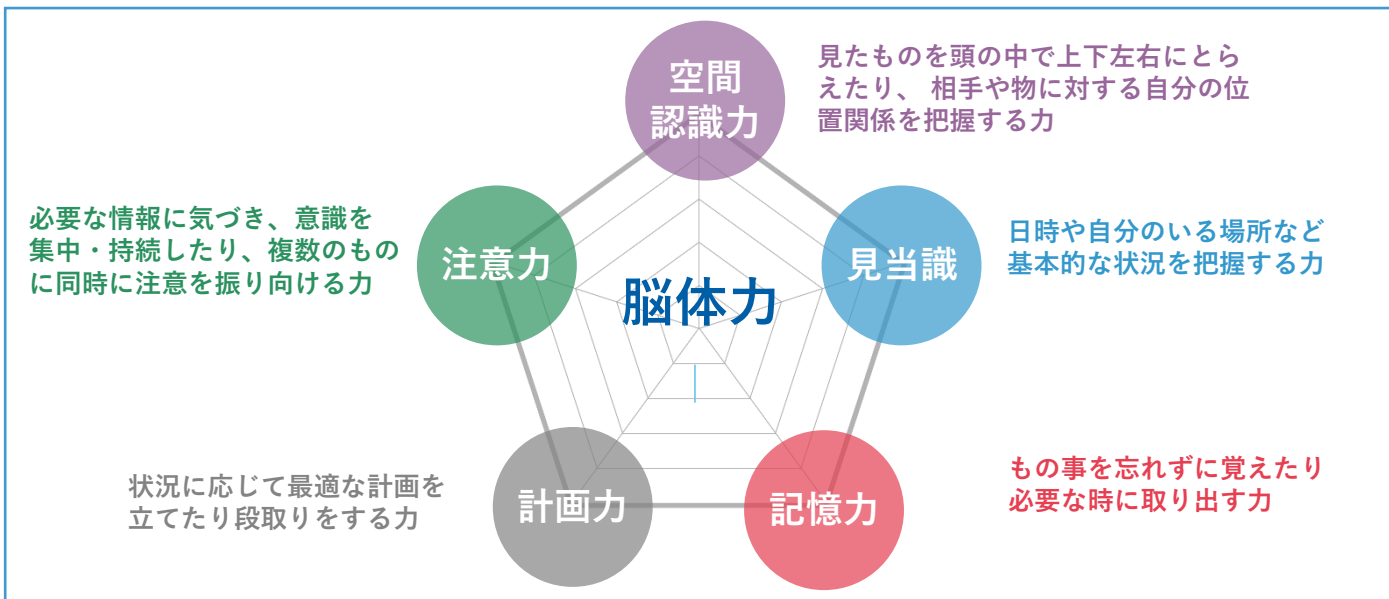 空間
認識力
見たものを頭の中で上下左右にとら
えたり、 相手や物に対する自分の位
置関係を把握する力
必要な情報に気づき、意識を
集中・持続したり、複数のもの
に同時に注意を振り向ける力
注意力
脳体力
見当識
日時や自分のいる場所など
基本的な状況を把握する力
状況に応じて最適な計画を
立てたり段取りをする力
計画力
記憶力
もの事を忘れずに覚えたり
必要な時に取り出す力